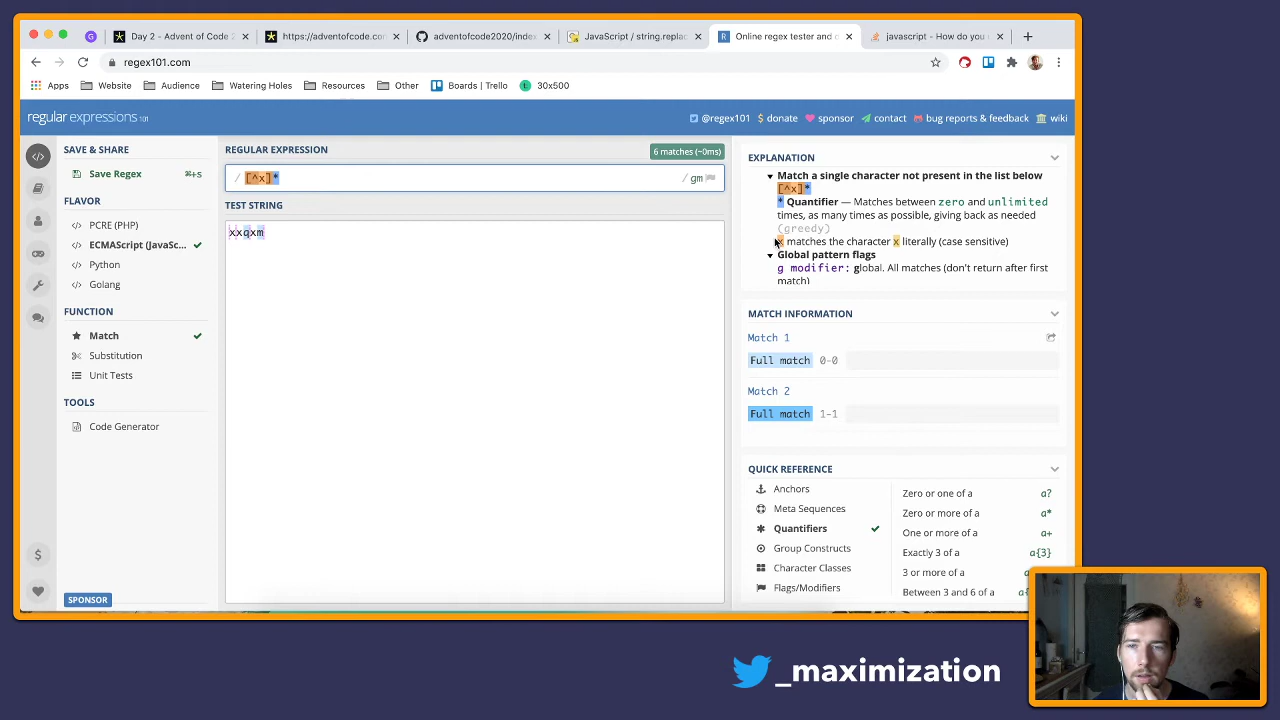 Day 2 - Advent of Code 2
https://adventofcode.co
adventofcode2020/index
JavaScript / string.replac
Online regex tester and
javascript - How do you
regex101.com
Apps
Website
Audience
Watering Holes
Resources
Other
Boards | Trello
30x500
regular expressions 101
@regex101
donate
sponsor
contact
bug reports & feedback
wiki
SAVE & SHARE
Save Regex
⌘+s
FLAVOR
PCRE (PHP)
ECMAScript (JavaSc...
Python
Golang
FUNCTION
Match
Substitution
Unit Tests
TOOLS
Code Generator
SPONSOR
REGULAR EXPRESSION
6 matches (~0ms)
/ [^x]*
/ gm
TEST STRING
xxqxm
EXPLANATION
Match a single character not present in the list below
[^x]*
* Quantifier — Matches between zero and unlimited
times, as many times as possible, giving back as needed
(greedy)
x matches the character x literally (case sensitive)
Global pattern flags
g modifier: global. All matches (don't return after first
match)
MATCH INFORMATION
Match 1
Full match 0-0
Match 2
Full match 1-1
QUICK REFERENCE
Anchors
Meta Sequences
Quantifiers
Group Constructs
Character Classes
Flags/Modifiers
Zero or one of a a?
Zero or more of a a*
One or more of a a+
Exactly 3 of a a{3}
3 or more of a
Between 3 and 6 of a a{
_maximization